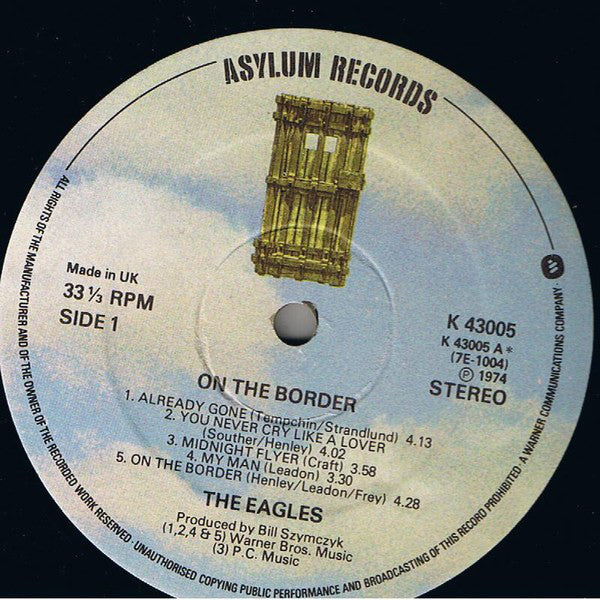 ASYLUM RECORDS
Made in UK
33 ⅓ RPM
SIDE 1
K 43005
K 43005 A*
(7E-1004)
Ⓟ 1974
STEREO
ON THE BORDER
1. ALREADY GONE (Tempchin/Strandlund) 4.13
2. YOU NEVER CRY LIKE A LOVER
(Souther/Henley) 4.02
3. MIDNIGHT FLYER (Craft) 3.58
4. MY MAN (Leadon) 3.30
5. ON THE BORDER (Henley/Leadon/Frey) 4.28
THE EAGLES
Produced by Bill Szymczyk
(1,2,4 & 5) Warner Bros. Music
(3) P.C. Music
ALL RIGHTS OF THE MANUFACTURER AND OF THE OWNER OF THE RECORDED WORK RESERVED · UNAUTHORISED COPYING PUBLIC PERFORMANCE AND BROADCASTING OF THIS RECORD PROHIBITED · A WARNER COMMUNICATIONS COMPANY ·